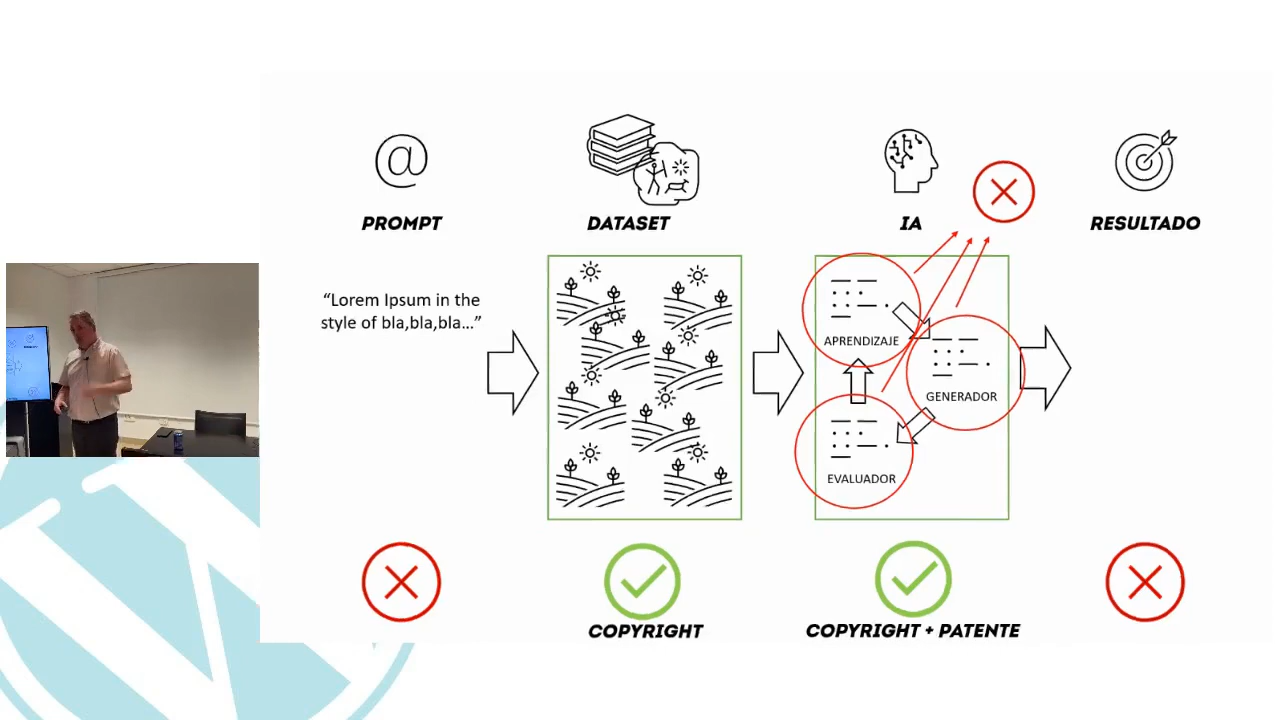 @
PROMPT
DATASET
IA
RESULTADO
“Lorem Ipsum in the
style of bla,bla,bla...”
APRENDIZAJE
GENERADOR
EVALUADOR
COPYRIGHT
COPYRIGHT + PATENTE